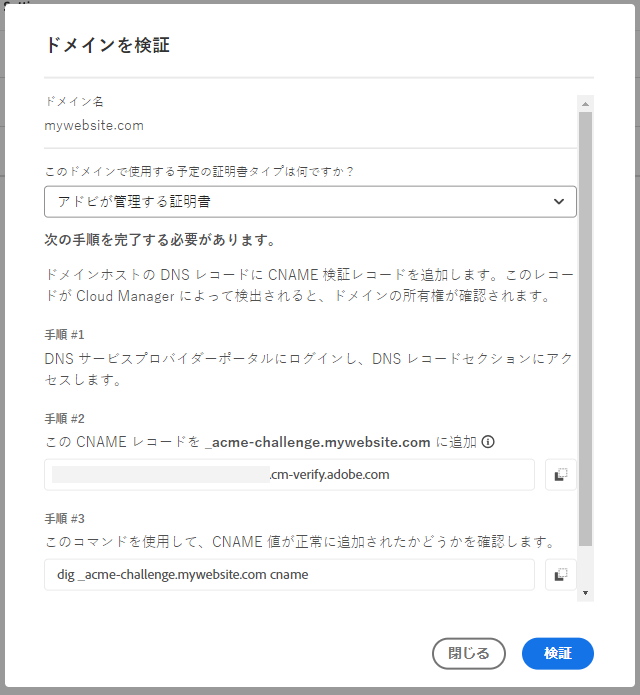 ドメインを検証
ドメイン名
mywebsite.com
このドメインで使用する予定の証明書タイプは何ですか？
アドビが管理する証明書
次の手順を完了する必要があります。
ドメインホストの DNS レコードに CNAME 検証レコードを追加します。このレコー
ドが Cloud Manager によって検出されると、ドメインの所有権が確認されます。
手順 #1
DNS サービスプロバイダーポータルにログインし、DNS レコードセクションにアク
セスします。
手順 #2
この CNAME レコードを _acme-challenge.mywebsite.com に追加
.cm-verify.adobe.com
手順 #3
このコマンドを使用して、CNAME 値が正常に追加されたかどうかを確認します。
dig _acme-challenge.mywebsite.com cname
閉じる
検証